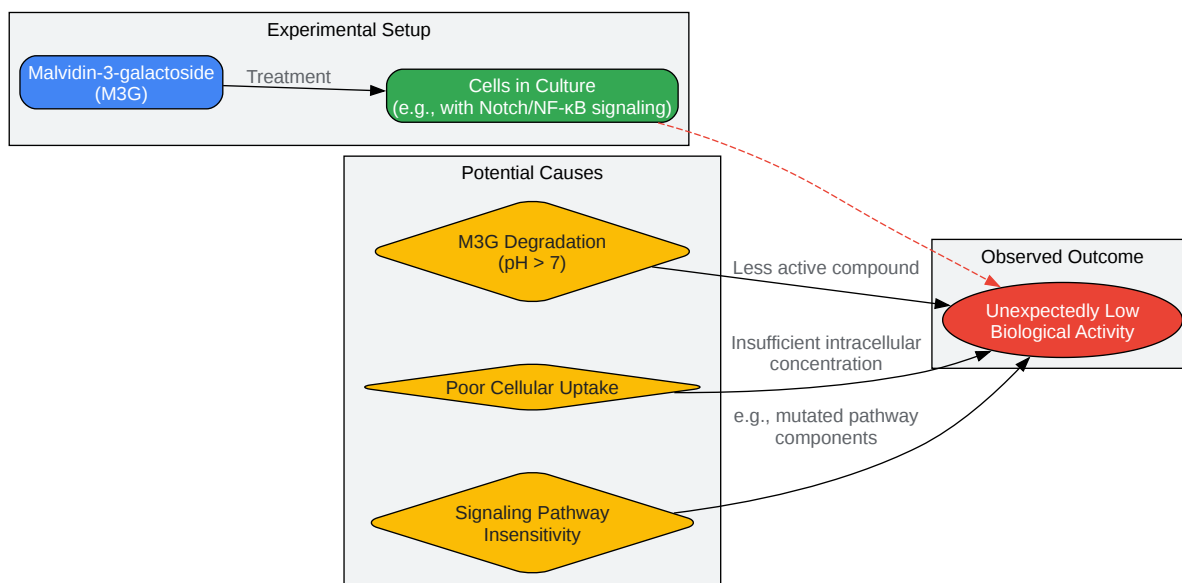 Experimental Setup
Malvidin-3-galactoside
(M3G)
Treatment
Cells in Culture
(e.g., with Notch/NF-κB signaling)
Potential Causes
M3G Degradation
(pH > 7)
Less active compound
Poor Cellular Uptake
Insufficient intracellular
concentration
Signaling Pathway
Insensitivity
e.g., mutated pathway
components
Observed Outcome
Unexpectedly Low
Biological Activity